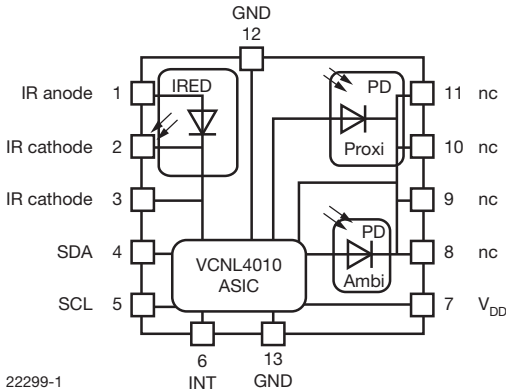 GND
12
IR anode 1
IRED
PD
11 nc
IR cathode 2
Proxi
10 nc
IR cathode 3
9 nc
SDA 4
VCNL4010
ASIC
PD
Ambi
8 nc
SCL 5
7 VDD
6
INT
13
GND
22299-1